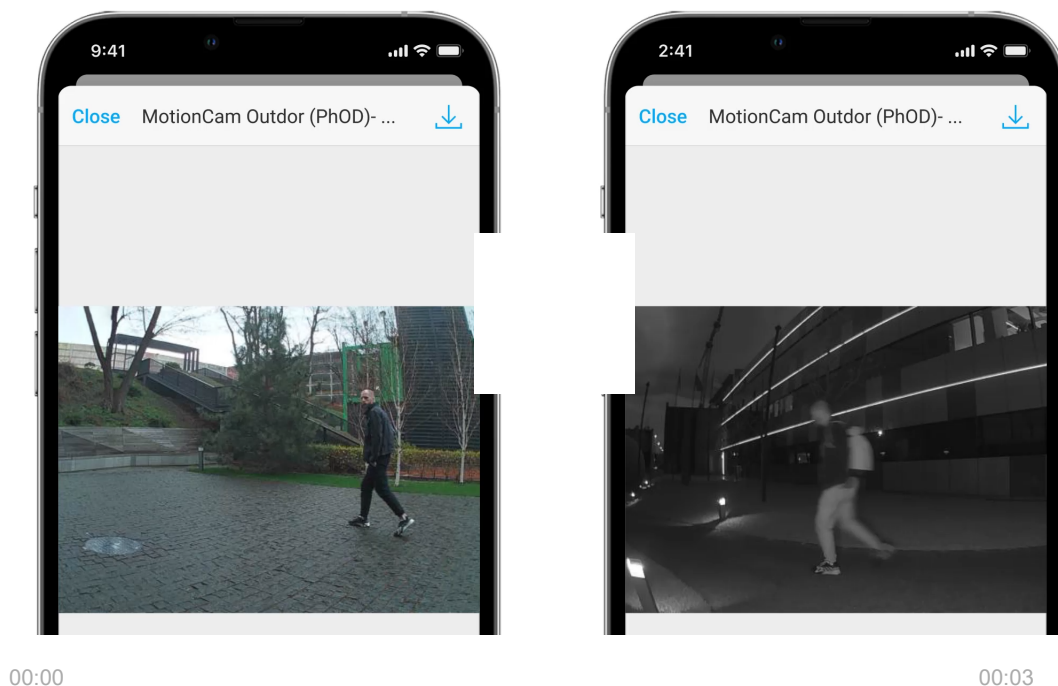 9:41
2:41
Close MotionCam Outdor (PhOD)- ...
Close MotionCam Outdor (PhOD)- ...
00:00
00:03